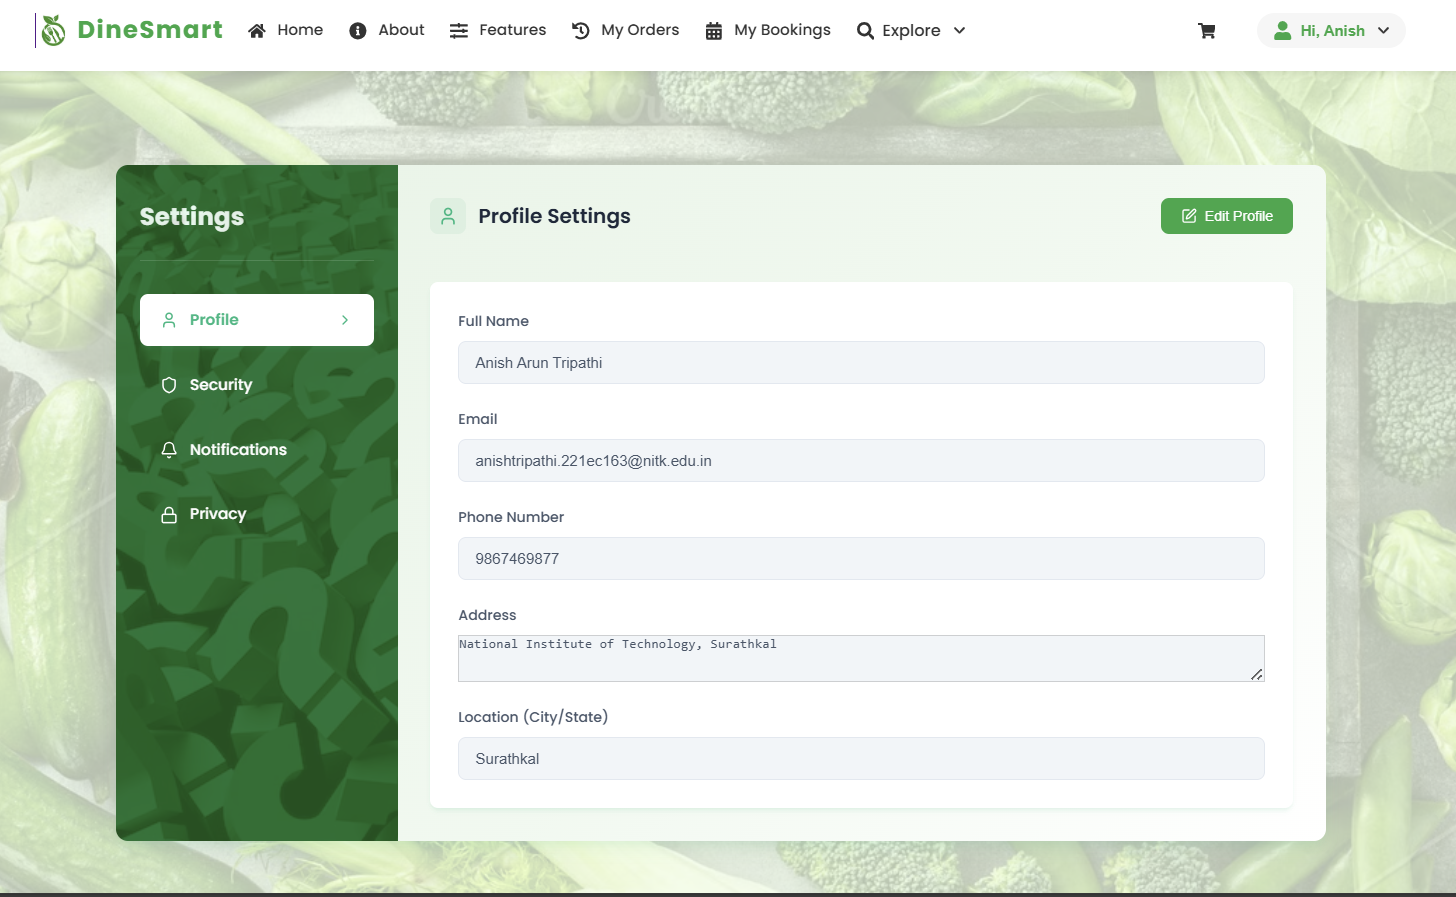 DineSmart
Home
About
Features
My Orders
My Bookings
Explore
Hi, Anish
Settings
Profile
Security
Notifications
Privacy
Profile Settings
Edit Profile
Full Name
Anish Arun Tripathi
Email
anishtripathi.221ec163@nitk.edu.in
Phone Number
9867469877
Address
National Institute of Technology, Surathkal
Location (City/State)
Surathkal